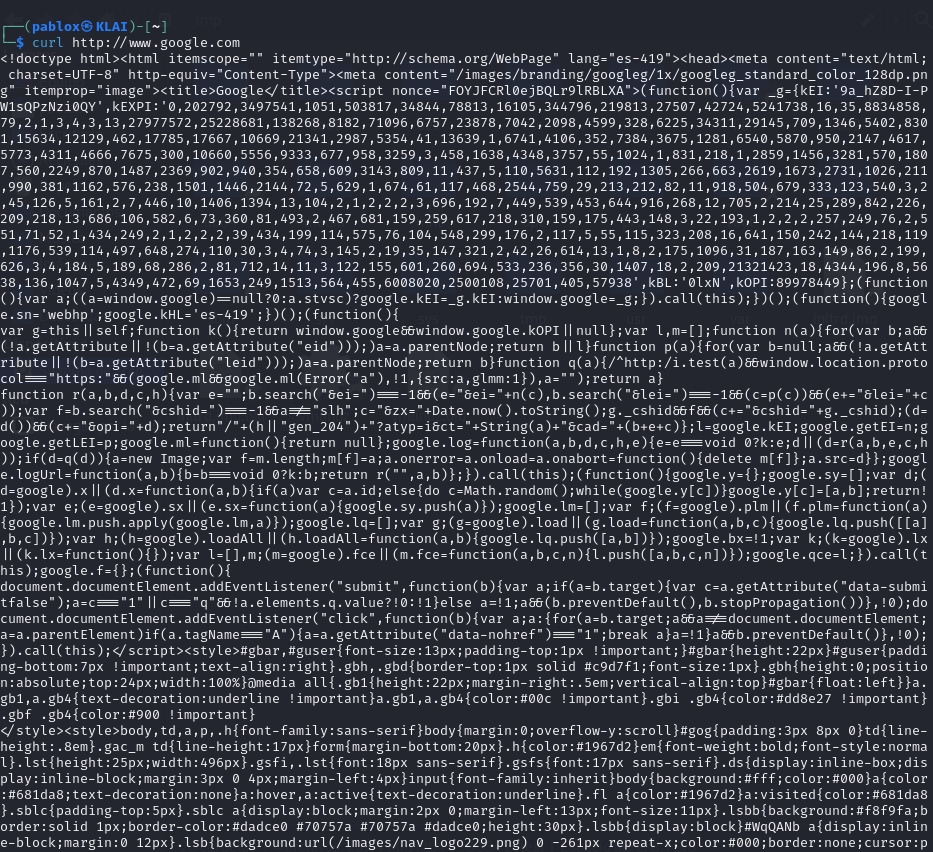 ┌──(pablox㉿KLAI)-[~]
└─$ curl http://www.google.com
<!doctype html><html itemscope="" itemtype="http://schema.org/WebPage" lang="es-419"><head><meta content="text/html;
 charset=UTF-8" http-equiv="Content-Type"><meta content="/images/branding/googleg/1x/googleg_standard_color_128dp.pn
g" itemprop="image"><title>Google</title><script nonce="FOYJFCRl0ejBQLr9lRBLXA">(function(){var _g={kEI:'9a_hZ8D-I-P
W1sQPzNzi0QY',kEXPI:'0,202792,3497541,1051,503817,34844,78813,16105,344796,219813,27507,42724,5241738,16,35,8834858,
79,2,1,3,4,3,13,27977572,25228681,138268,8182,71096,6757,23878,7042,2098,4599,328,6225,34311,29145,709,1346,5402,830
1,15634,12129,462,17785,17667,10669,21341,2987,5354,41,13639,1,6741,4106,352,7384,3675,1281,6540,5870,950,2147,4617,
5773,4311,4666,7675,300,10660,5556,9333,677,958,3259,3,458,1638,4348,3757,55,1024,1,831,218,1,2859,1456,3281,570,180
7,560,2249,870,1487,2369,902,940,354,658,609,3143,809,11,437,5,110,5631,112,192,1305,266,663,2619,1673,2731,1026,211
,990,381,1162,576,238,1501,1446,2144,72,5,629,1,674,61,117,468,2544,759,29,213,212,82,11,918,504,679,333,123,540,3,2
,45,126,5,161,2,7,446,10,1406,1394,13,104,2,1,2,2,2,3,696,192,7,449,539,453,644,916,268,12,705,2,214,25,289,842,226,
209,218,13,686,106,582,6,73,360,81,493,2,467,681,159,259,617,218,310,159,175,443,148,3,22,193,1,2,2,2,257,249,76,2,5
51,71,52,1,434,249,2,1,2,2,2,39,434,199,114,575,76,104,548,299,176,2,117,5,55,115,323,208,16,641,150,242,144,218,119
,1176,539,114,497,648,274,110,30,3,4,74,3,145,2,19,35,147,321,2,42,26,614,13,1,8,2,175,1096,31,187,163,149,86,2,199,
626,3,4,184,5,189,68,286,2,81,712,14,11,3,122,155,601,260,694,533,236,356,30,1407,18,2,209,21321423,18,4344,196,8,56
38,136,1047,5,4349,472,69,1653,249,1513,564,455,6008020,2500108,25701,405,57938',kBL:'0lxN',kOPI:89978449};(function
(){var a;((a=window.google)==null?0:a.stvsc)?google.kEI=_g.kEI:window.google=_g;}).call(this);})();(function(){googl
e.sn='webhp';google.kHL='es-419';})();(function(){
var g=this||self;function k(){return window.google&&window.google.kOPI||null};var l,m=[];function n(a){for(var b;a&&
(!a.getAttribute||!(b=a.getAttribute("eid")));)a=a.parentNode;return b||l}function p(a){for(var b=null;a&&(!a.getAtt
ribute||!(b=a.getAttribute("leid")));)a=a.parentNode;return b}function q(a){/^http:/i.test(a)&&window.location.proto
col==="https:"&&(google.ml&&google.ml(Error("a"),!1,{src:a,glmm:1}),a="");return a}
function r(a,b,d,c,h){var e="";b.search("&ei=")===-1&&(e="&ei="+n(c),b.search("&lei=")===-1&&(c=p(c))&&(e+="&lei="+c
));var f=b.search("&cshid=")===-1&&a!=="slh";c="&zx="+Date.now().toString();g._cshid&&f&&(c+="&cshid="+g._cshid);(d=
d())&&(c+="&opi="+d);return"/"+(h||"gen_204")+"?atyp=i&ct="+String(a)+"&cad="+(b+e+c)};l=google.kEI;google.getEI=n;g
oogle.getLEI=p;google.ml=function(){return null};google.log=function(a,b,d,c,h,e){e=e===void 0?k:e;d||(d=r(a,b,e,c,h
));if(d=q(d)){a=new Image;var f=m.length;m[f]=a;a.onerror=a.onload=a.onabort=function(){delete m[f]};a.src=d}};googl
e.logUrl=function(a,b){b=b===void 0?k:b;return r("",a,b)};}).call(this);(function(){google.y={};google.sy=[];var d;(
d=google).x||(d.x=function(a,b){if(a)var c=a.id;else{do c=Math.random();while(google.y[c])}google.y[c]=[a,b];return!
1});var e;(e=google).sx||(e.sx=function(a){google.sy.push(a)});google.lm=[];var f;(f=google).plm||(f.plm=function(a)
{google.lm.push.apply(google.lm,a)});google.lq=[];var g;(g=google).load||(g.load=function(a,b,c){google.lq.push([[a]
,b,c])});var h;(h=google).loadAll||(h.loadAll=function(a,b){google.lq.push([a,b])});google.bx=!1;var k;(k=google).lx
||(k.lx=function(){});var l=[],m;(m=google).fce||(m.fce=function(a,b,c,n){l.push([a,b,c,n])});google.qce=l;}).call(t
his);google.f={};(function(){
document.documentElement.addEventListener("submit",function(b){var a;if(a=b.target){var c=a.getAttribute("data-submi
tfalse");a=c==="1"||c==="q"&&!a.elements.q.value?!0:!1}else a=!1;a&&(b.preventDefault(),b.stopPropagation())},!0);do
cument.documentElement.addEventListener("click",function(b){var a;a:{for(a=b.target;a&&a!==document.documentElement;
a=a.parentElement)if(a.tagName==="A"){a=a.getAttribute("data-nohref")==="1";break a}a=!1}a&&b.preventDefault()},!0);
}).call(this);</script><style>#gbar,#guser{font-size:13px;padding-top:1px !important;}#gbar{height:22px}#guser{paddi
ng-bottom:7px !important;text-align:right}.gbh,.gbd{border-top:1px solid #c9d7f1;font-size:1px}.gbh{height:0;positio
n:absolute;top:24px;width:100%}@media all{.gb1{height:22px;margin-right:.5em;vertical-align:top}#gbar{float:left}}a.
gb1,a.gb4{text-decoration:underline !important}a.gb1,a.gb4{color:#00c !important}.gbi .gb4{color:#dd8e27 !important}
.gbf .gb4{color:#900 !important}
</style><style>body,td,a,p,.h{font-family:sans-serif}body{margin:0;overflow-y:scroll}#gog{padding:3px 8px 0}td{line-
height:.8em}.gac_m td{line-height:17px}form{margin-bottom:20px}.h{color:#1967d2}em{font-weight:bold;font-style:norma
l}.lst{height:25px;width:496px}.gsfi,.lst{font:18px sans-serif}.gsfs{font:17px sans-serif}.ds{display:inline-box;dis
play:inline-block;margin:3px 0 4px;margin-left:4px}input{font-family:inherit}body{background:#fff;color:#000}a{color
:#681da8;text-decoration:none}a:hover,a:active{text-decoration:underline}.fl a{color:#1967d2}a:visited{color:#681da8
}.sblc{padding-top:5px}.sblc a{display:block;margin:2px 0;margin-left:13px;font-size:11px}.lsbb{background:#f8f9fa;b
order:solid 1px;border-color:#dadce0 #70757a #70757a #dadce0;height:30px}.lsbb{display:block}#WqQANb a{display:inlin
e-block;margin:0 12px}.lsb{background:url(/images/nav_logo229.png) 0 -261px repeat-x;color:#000;border:none;cursor:p